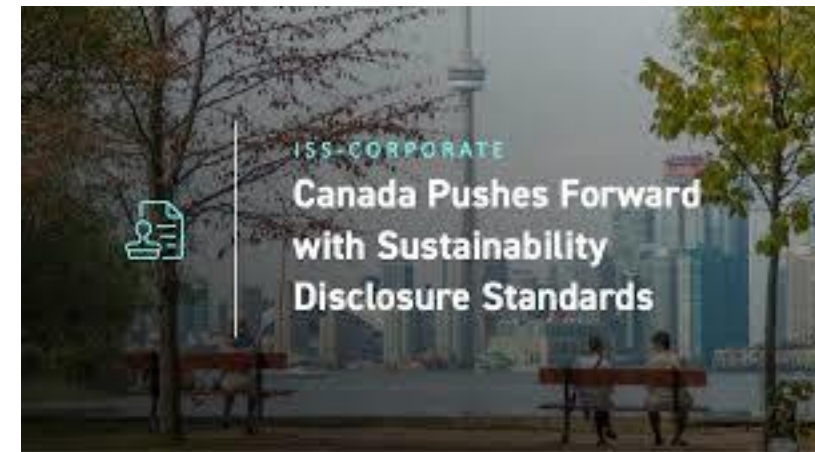 ISS-CORPORATE
Canada Pushes Forward
with Sustainability
Disclosure Standards